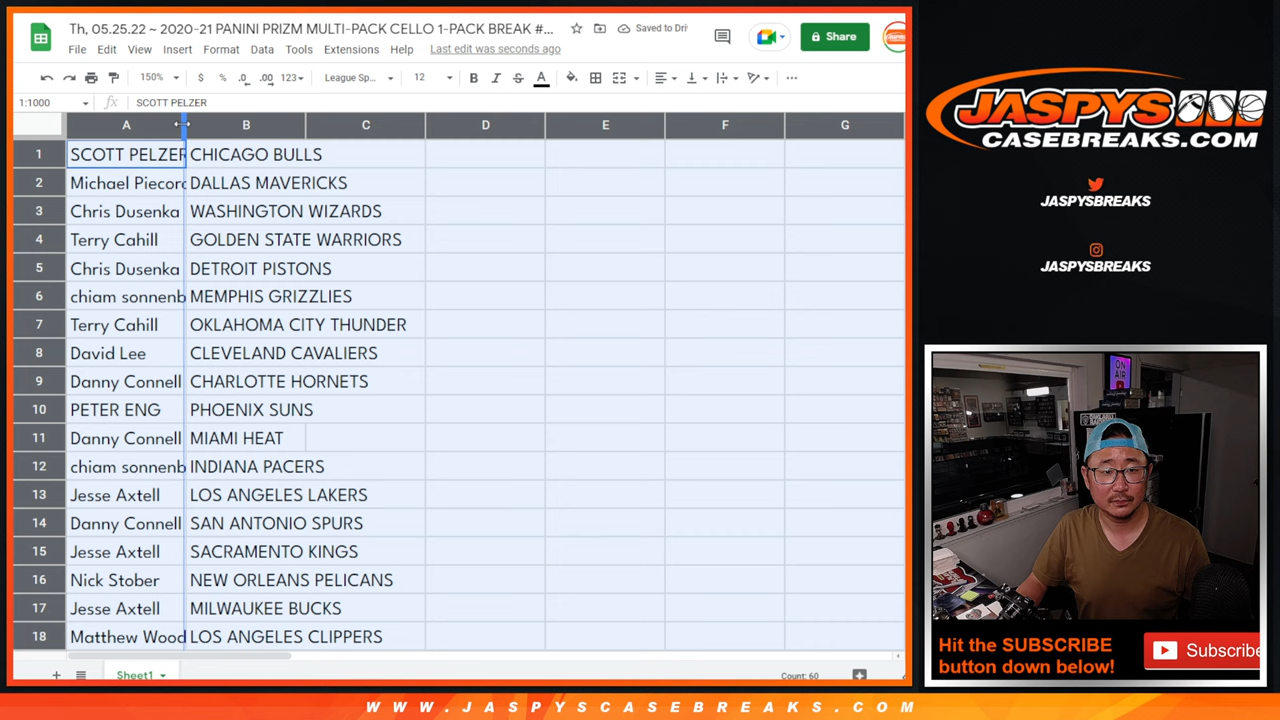 Th, 05.25.22 ~ 2020-21 PANINI PRIZM MULTI-PACK CELLO 1-PACK BREAK #...
Saved to Dri
Share
File Edit View Insert Format Data Tools Extensions Help Last edit was seconds ago
150% $ % .0 .00 123 League Sp... 12 B I S A
1:1000 fx SCOTT PELZER
A B C D E F G
1 SCOTT PELZER CHICAGO BULLS
2 Michael Piecord DALLAS MAVERICKS
3 Chris Dusenka WASHINGTON WIZARDS
4 Terry Cahill GOLDEN STATE WARRIORS
5 Chris Dusenka DETROIT PISTONS
6 chiam sonnenb MEMPHIS GRIZZLIES
7 Terry Cahill OKLAHOMA CITY THUNDER
8 David Lee CLEVELAND CAVALIERS
9 Danny Connell CHARLOTTE HORNETS
10 PETER ENG PHOENIX SUNS
11 Danny Connell MIAMI HEAT
12 chiam sonnenb INDIANA PACERS
13 Jesse Axtell LOS ANGELES LAKERS
14 Danny Connell SAN ANTONIO SPURS
15 Jesse Axtell SACRAMENTO KINGS
16 Nick Stober NEW ORLEANS PELICANS
17 Jesse Axtell MILWAUKEE BUCKS
18 Matthew Wood LOS ANGELES CLIPPERS
Sheet1
Count: 60
JASPYS
CASEBREAKS.COM
JASPYSBREAKS
JASPYSBREAKS
ON
AIR
Hit the SUBSCRIBE
button down below!
Subscribe
WWW.JASPYSCASEBREAKS.COM